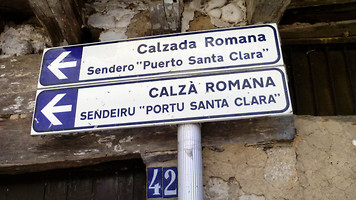 Calzada Romana
Sendero "Puerto Santa Clara"
CALZÀ ROMANA
SENDEIRU "PORTU SANTA CLARA"
42